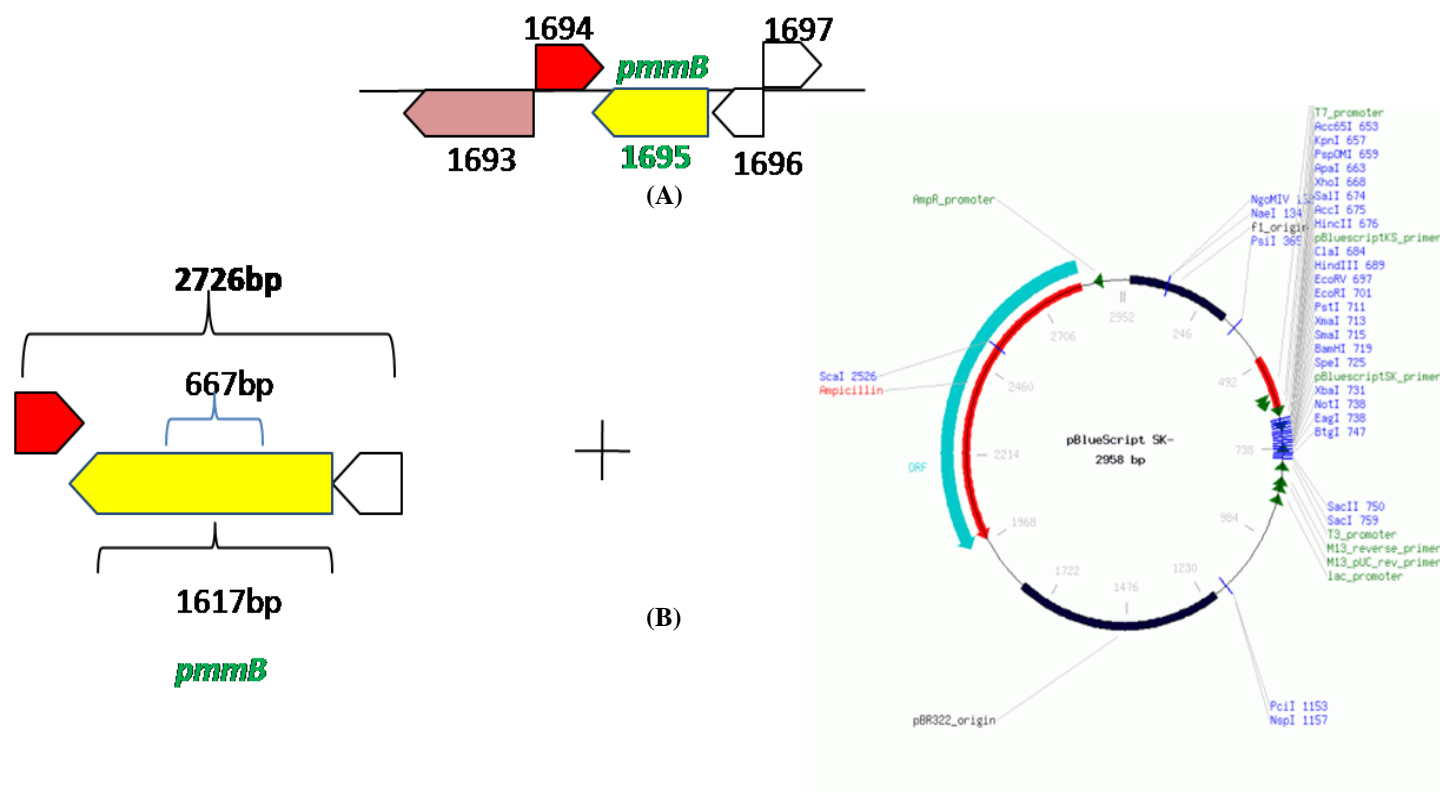 1694
1697
pmmB
1693
1695
1696
(A)
2726bp
667bp
1617bp
pmmB
(B)
AmpR_promoter
NgoMIV
NaeI 134
f1_origin
PsiI 365
T7_promoter
Acc65I 653
KpnI 657
PspOMI 659
ApaI 663
XhoI 668
SalI 674
AccI 675
HincII 676
pBluescriptKS_primer
ClaI 684
HindIII 689
EcoRV 697
EcoRI 701
PstI 711
XmaI 713
SmaI 715
BamHI 719
SpeI 725
pBluescriptSK_primer
XbaI 731
NotI 738
EagI 738
BtgI 747
SacII 750
SacI 759
T3_promoter
M13_reverse_primer
M13_pUC_rev_primer
lac_promoter
ScaI 2526
Ampicillin
ORF
2952
246
492
738
984
1230
1476
1722
1968
2214
2460
2706
pBlueScript SK-
2958 bp
PciI 1153
NspI 1157
pBR322_origin